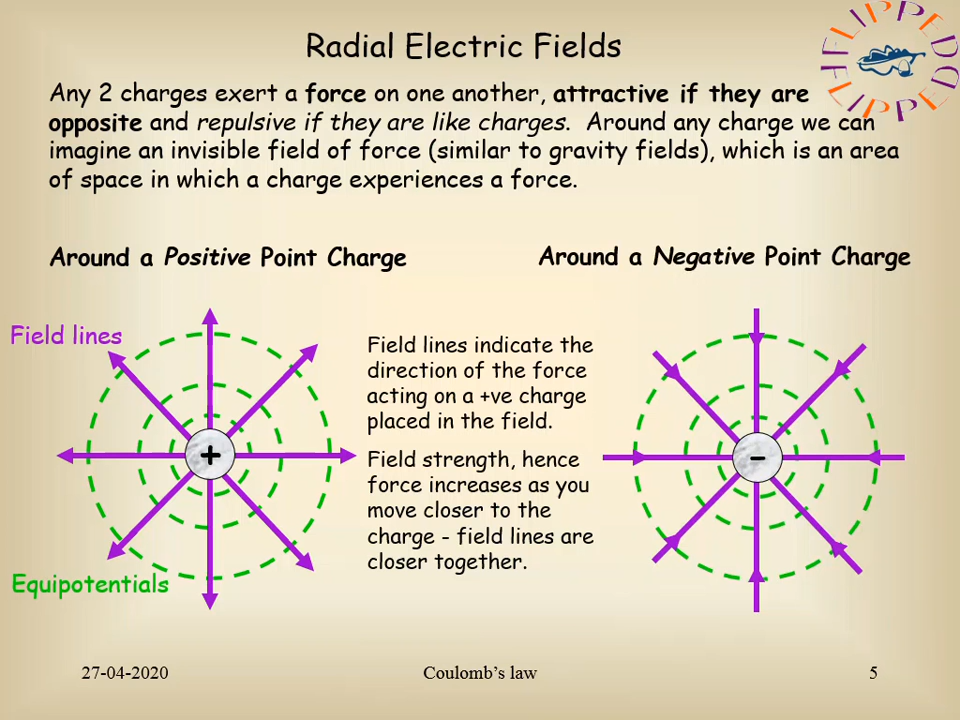 Radial Electric Fields
FLIPPED
FLIPPED
Any 2 charges exert a force on one another, attractive if they are
opposite and repulsive if they are like charges. Around any charge we can
imagine an invisible field of force (similar to gravity fields), which is an area
of space in which a charge experiences a force.
Around a Positive Point Charge
Around a Negative Point Charge
Field lines
Field lines indicate the
direction of the force
acting on a +ve charge
placed in the field.
Field strength, hence
force increases as you
move closer to the
charge - field lines are
closer together.
+
-
Equipotentials
27-04-2020
Coulomb's law
5